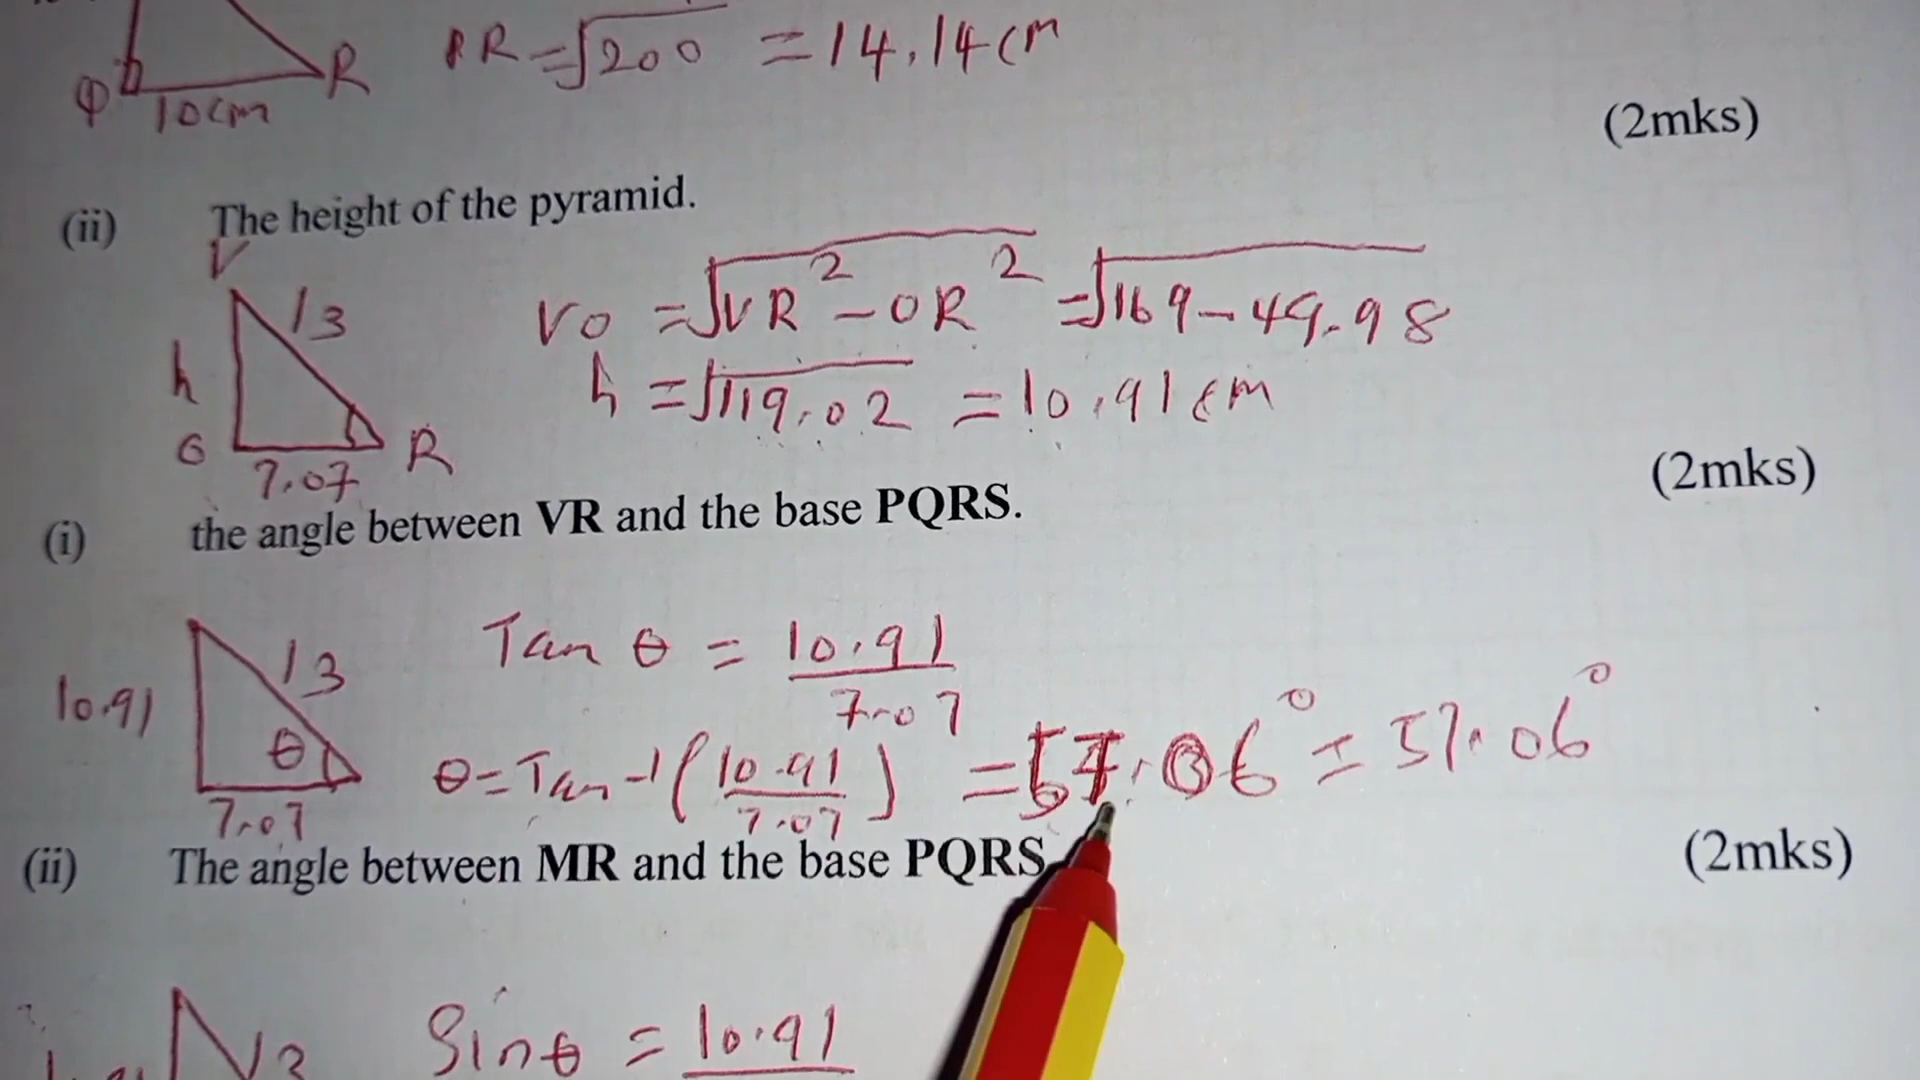 PR = √200 = 14.14cm
Q 10cm R
(2mks)
(ii) The height of the pyramid.
V
13
VO = √VR² - OR² = √169 - 49.98
h
h = √119.02 = 10.91cm
O 7.07 R
(2mks)
(i) the angle between VR and the base PQRS.
Tan θ = 10.91/7.07
10.91 13 θ
7.07
θ = Tan-1(10.91/7.07) = 57.06° = 57.06°
(ii) The angle between MR and the base PQRS
(2mks)
Sin θ = 10.91